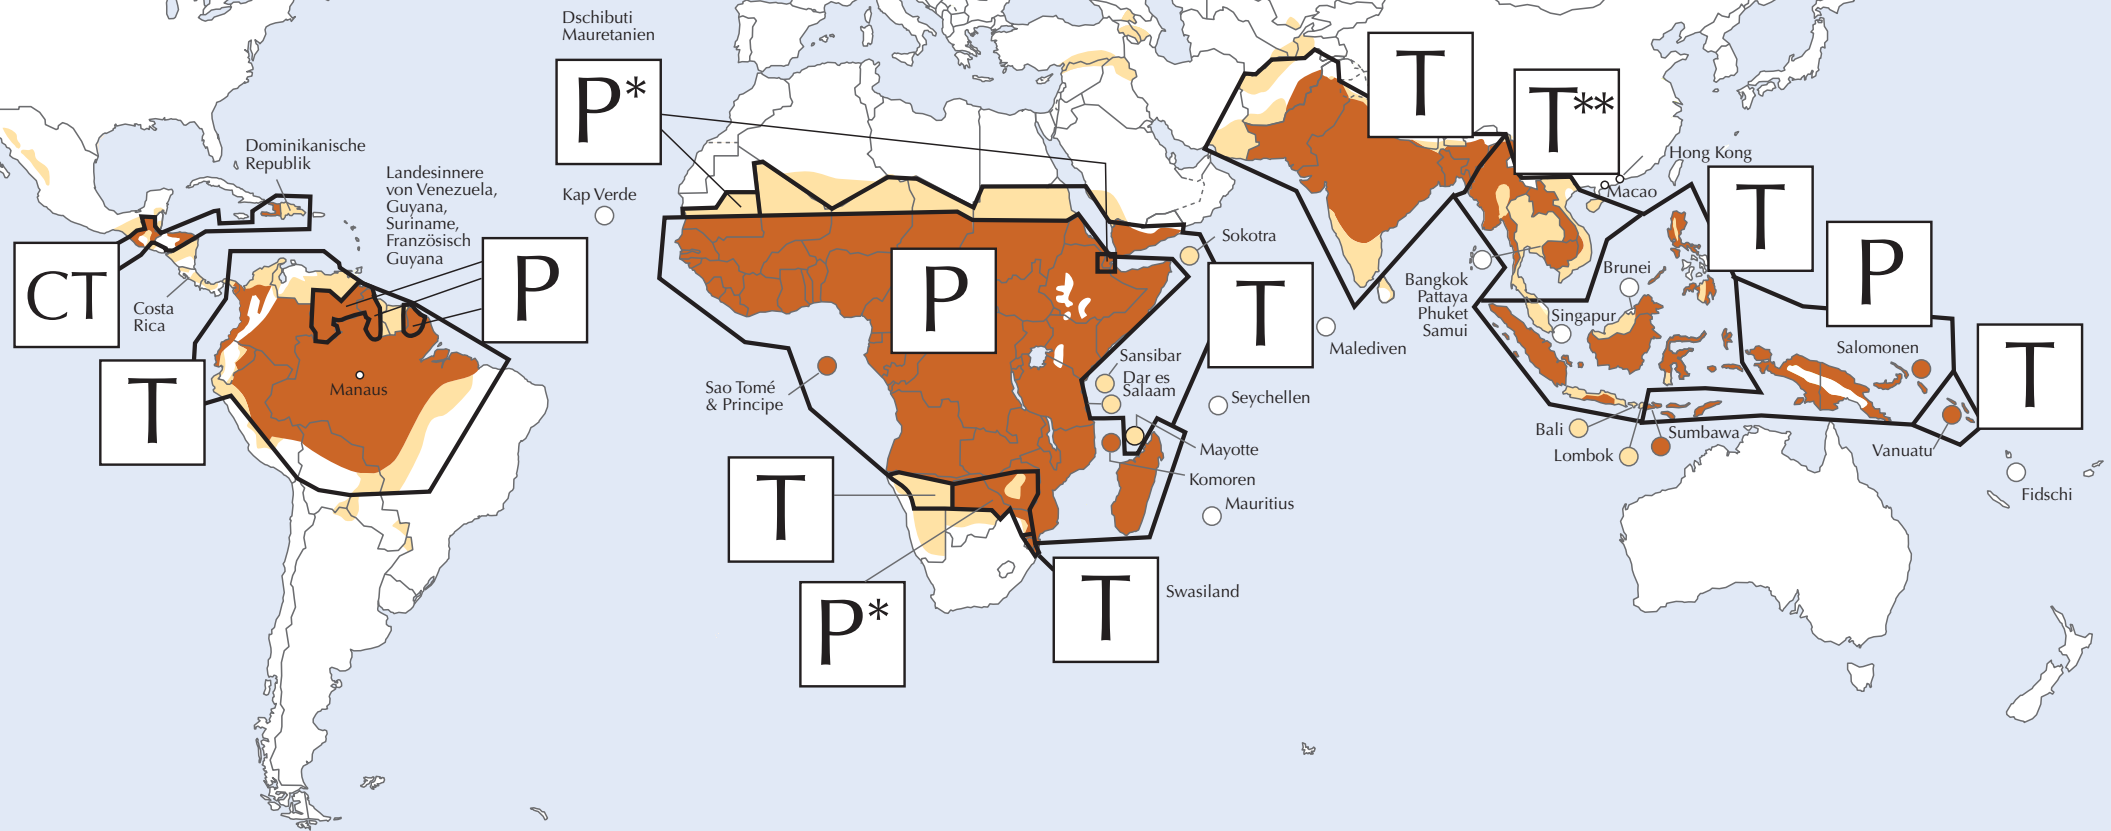 Dschibuti
Mauretanien
P*
T
T**
Hong Kong
Macao
Dominikanische
Republik
Landesinnere
von Venezuela,
Guyana,
Suriname,
Französisch
Guyana
Kap Verde
T
CT
P
P
Sokotra
T
P
Costa
Rica
Bangkok
Pattaya
Phuket
Samui
Brunei
Singapur
Malediven
Salomonen
T
T
Manaus
Sao Tomé
& Principe
Sansibar
Dar es
Salaam
Seychellen
Bali
Lombok
Sumbawa
Vanuatu
Mayotte
Komoren
Mauritius
Fidschi
T
P*
T
Swasiland